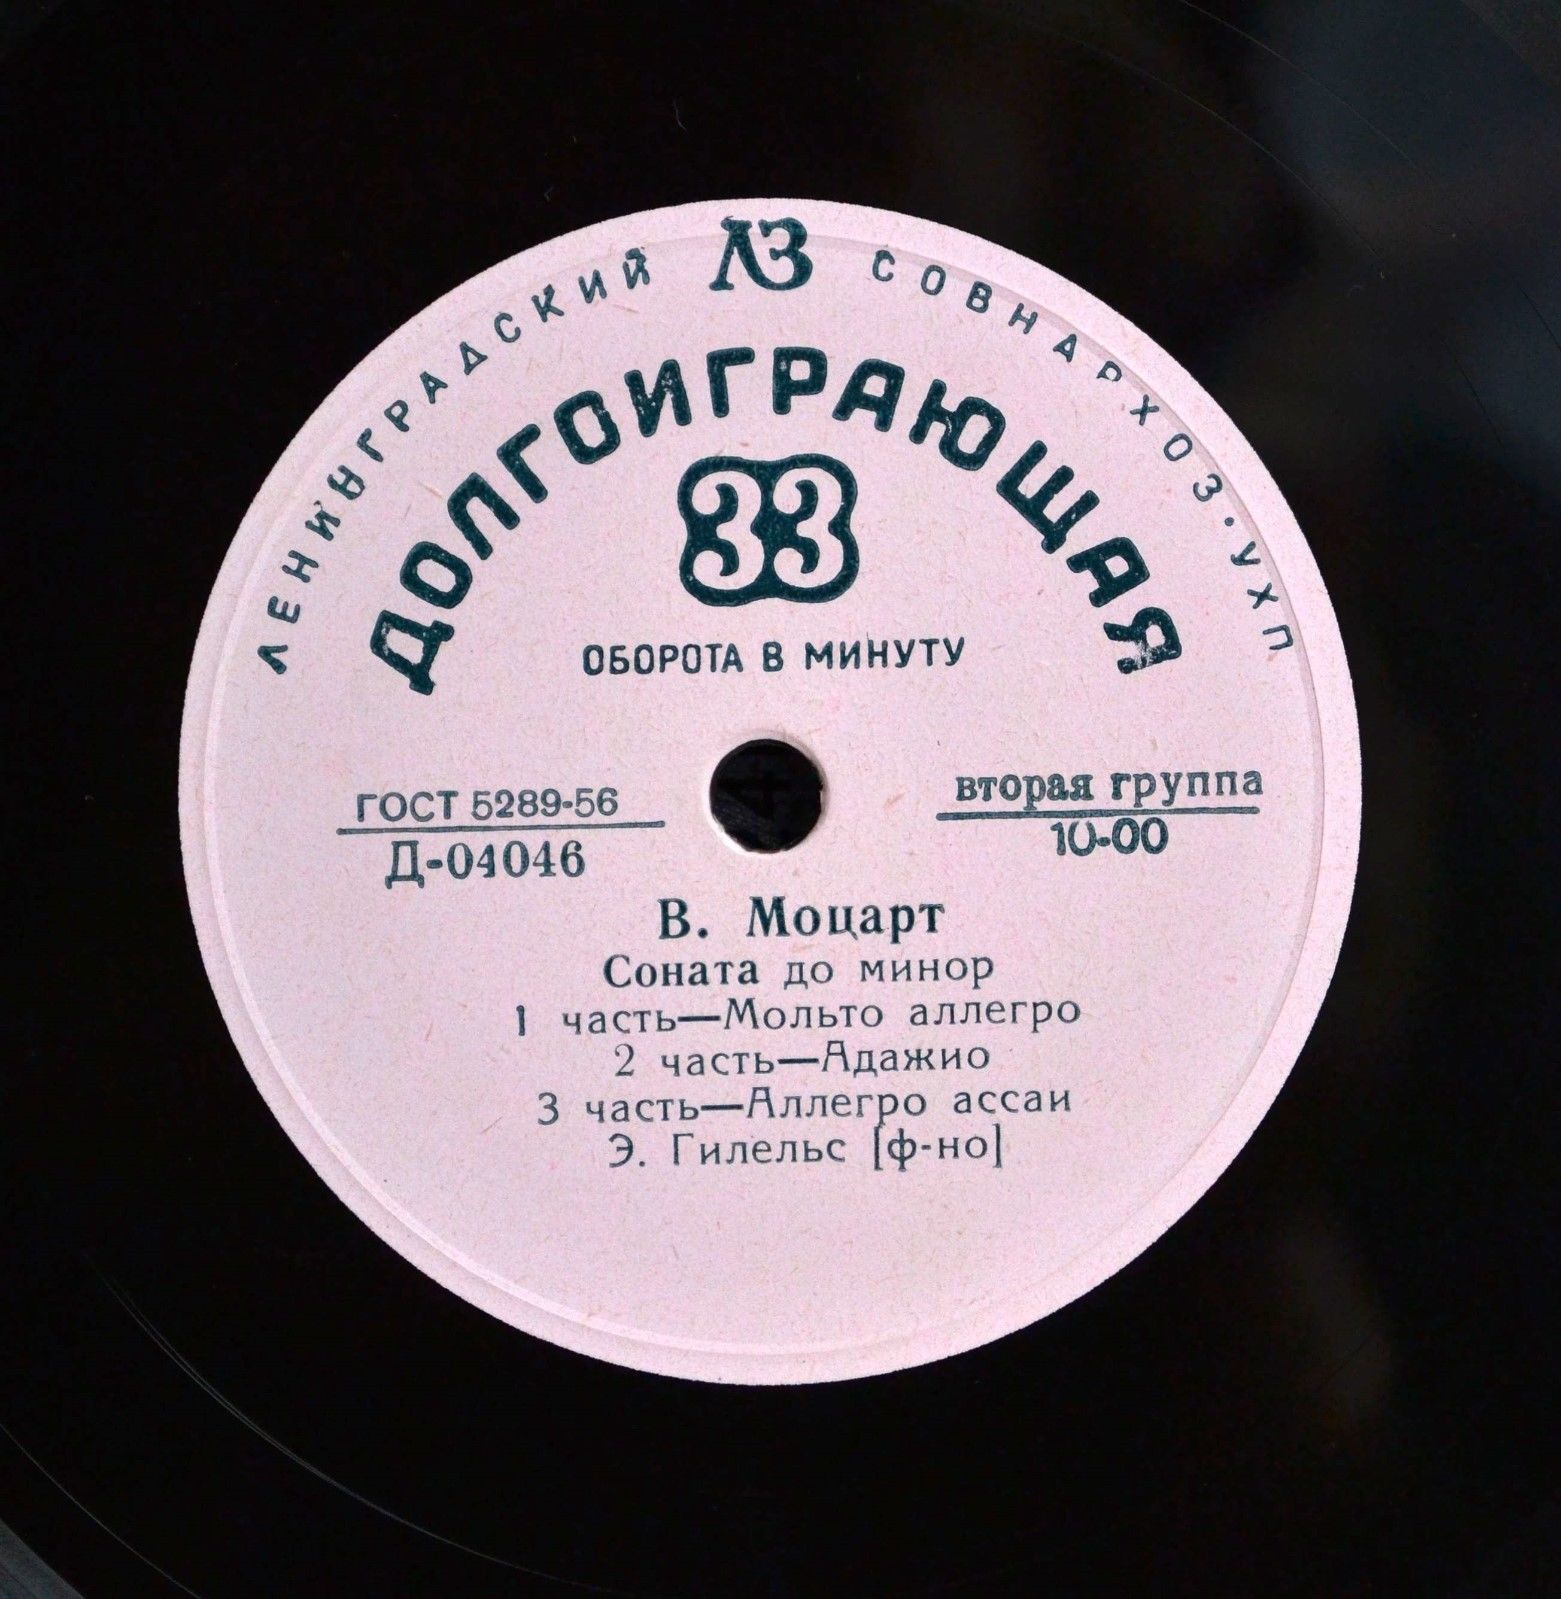 ЛЕНИНГРАДСКИЙ ЛЗ СОВНАРХОЗ·УХП
ДОЛГОИГРАЮЩАЯ
33
ОБОРОТА В МИНУТУ
ГОСТ 5289-56
Д-04046
вторая группа
10-00
В. Моцарт
Соната до минор
1 часть—Мольто аллегро
2 часть—Адажио
3 часть—Аллегро ассаи
Э. Гилельс [ф-но]